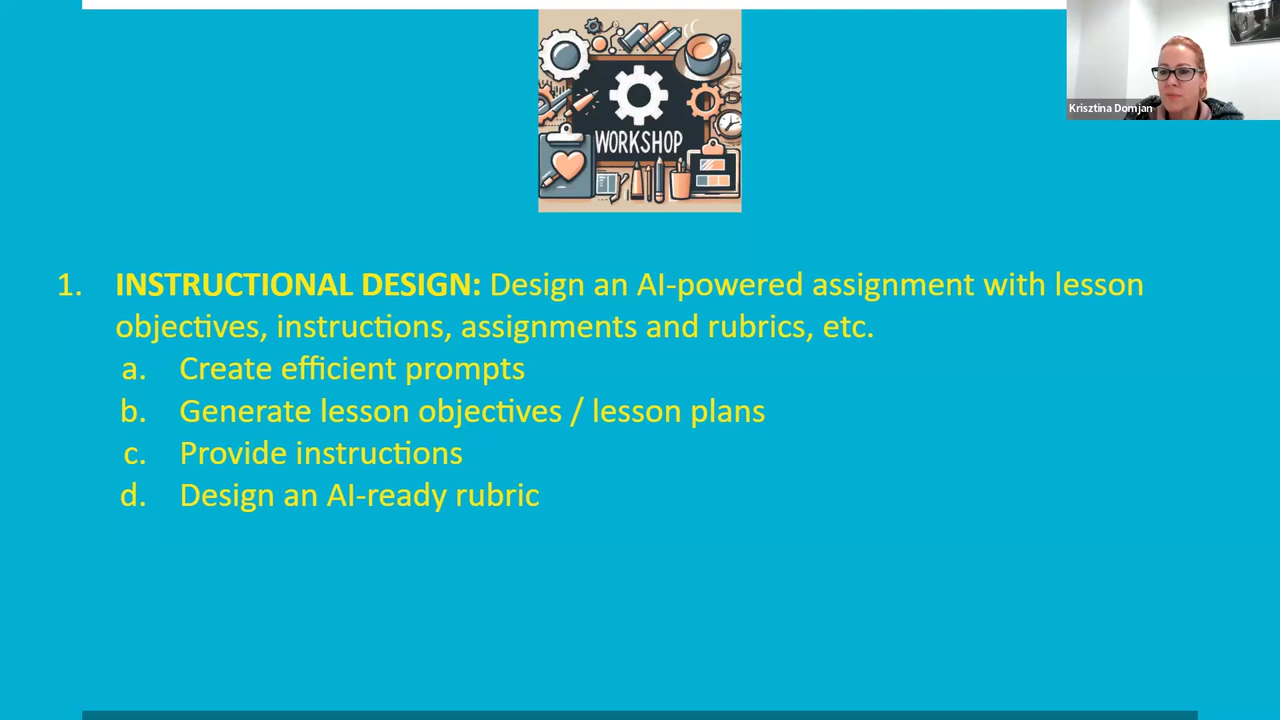 WORKSHOP
Krisztina Domjan
1. INSTRUCTIONAL DESIGN: Design an AI-powered assignment with lesson
objectives, instructions, assignments and rubrics, etc.
a. Create efficient prompts
b. Generate lesson objectives / lesson plans
c. Provide instructions
d. Design an AI-ready rubric